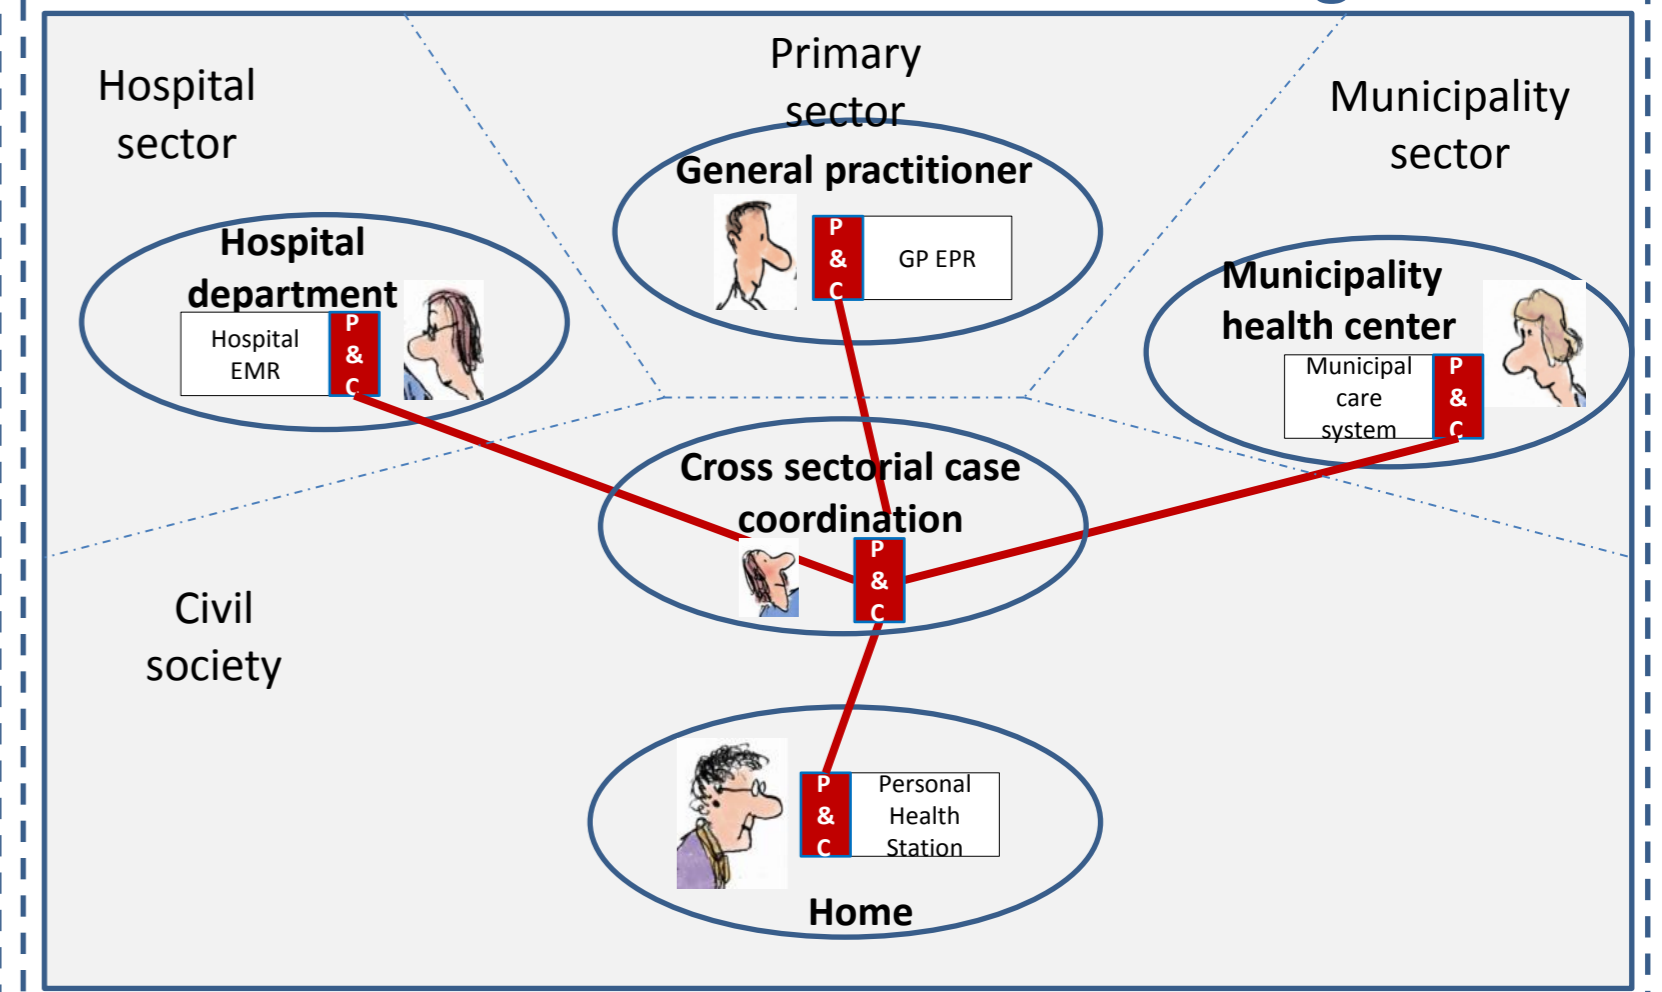 Hospital
sector
Primary
sector
Municipality
sector
General practitioner
P
&
C
GP EPR
Hospital
department
Hospital
EMR
P
&
C
Municipality
health center
Municipal
care
system
P
&
C
Cross sectorial case
coordination
P
&
C
Civil
society
P
&
C
Personal
Health
Station
Home